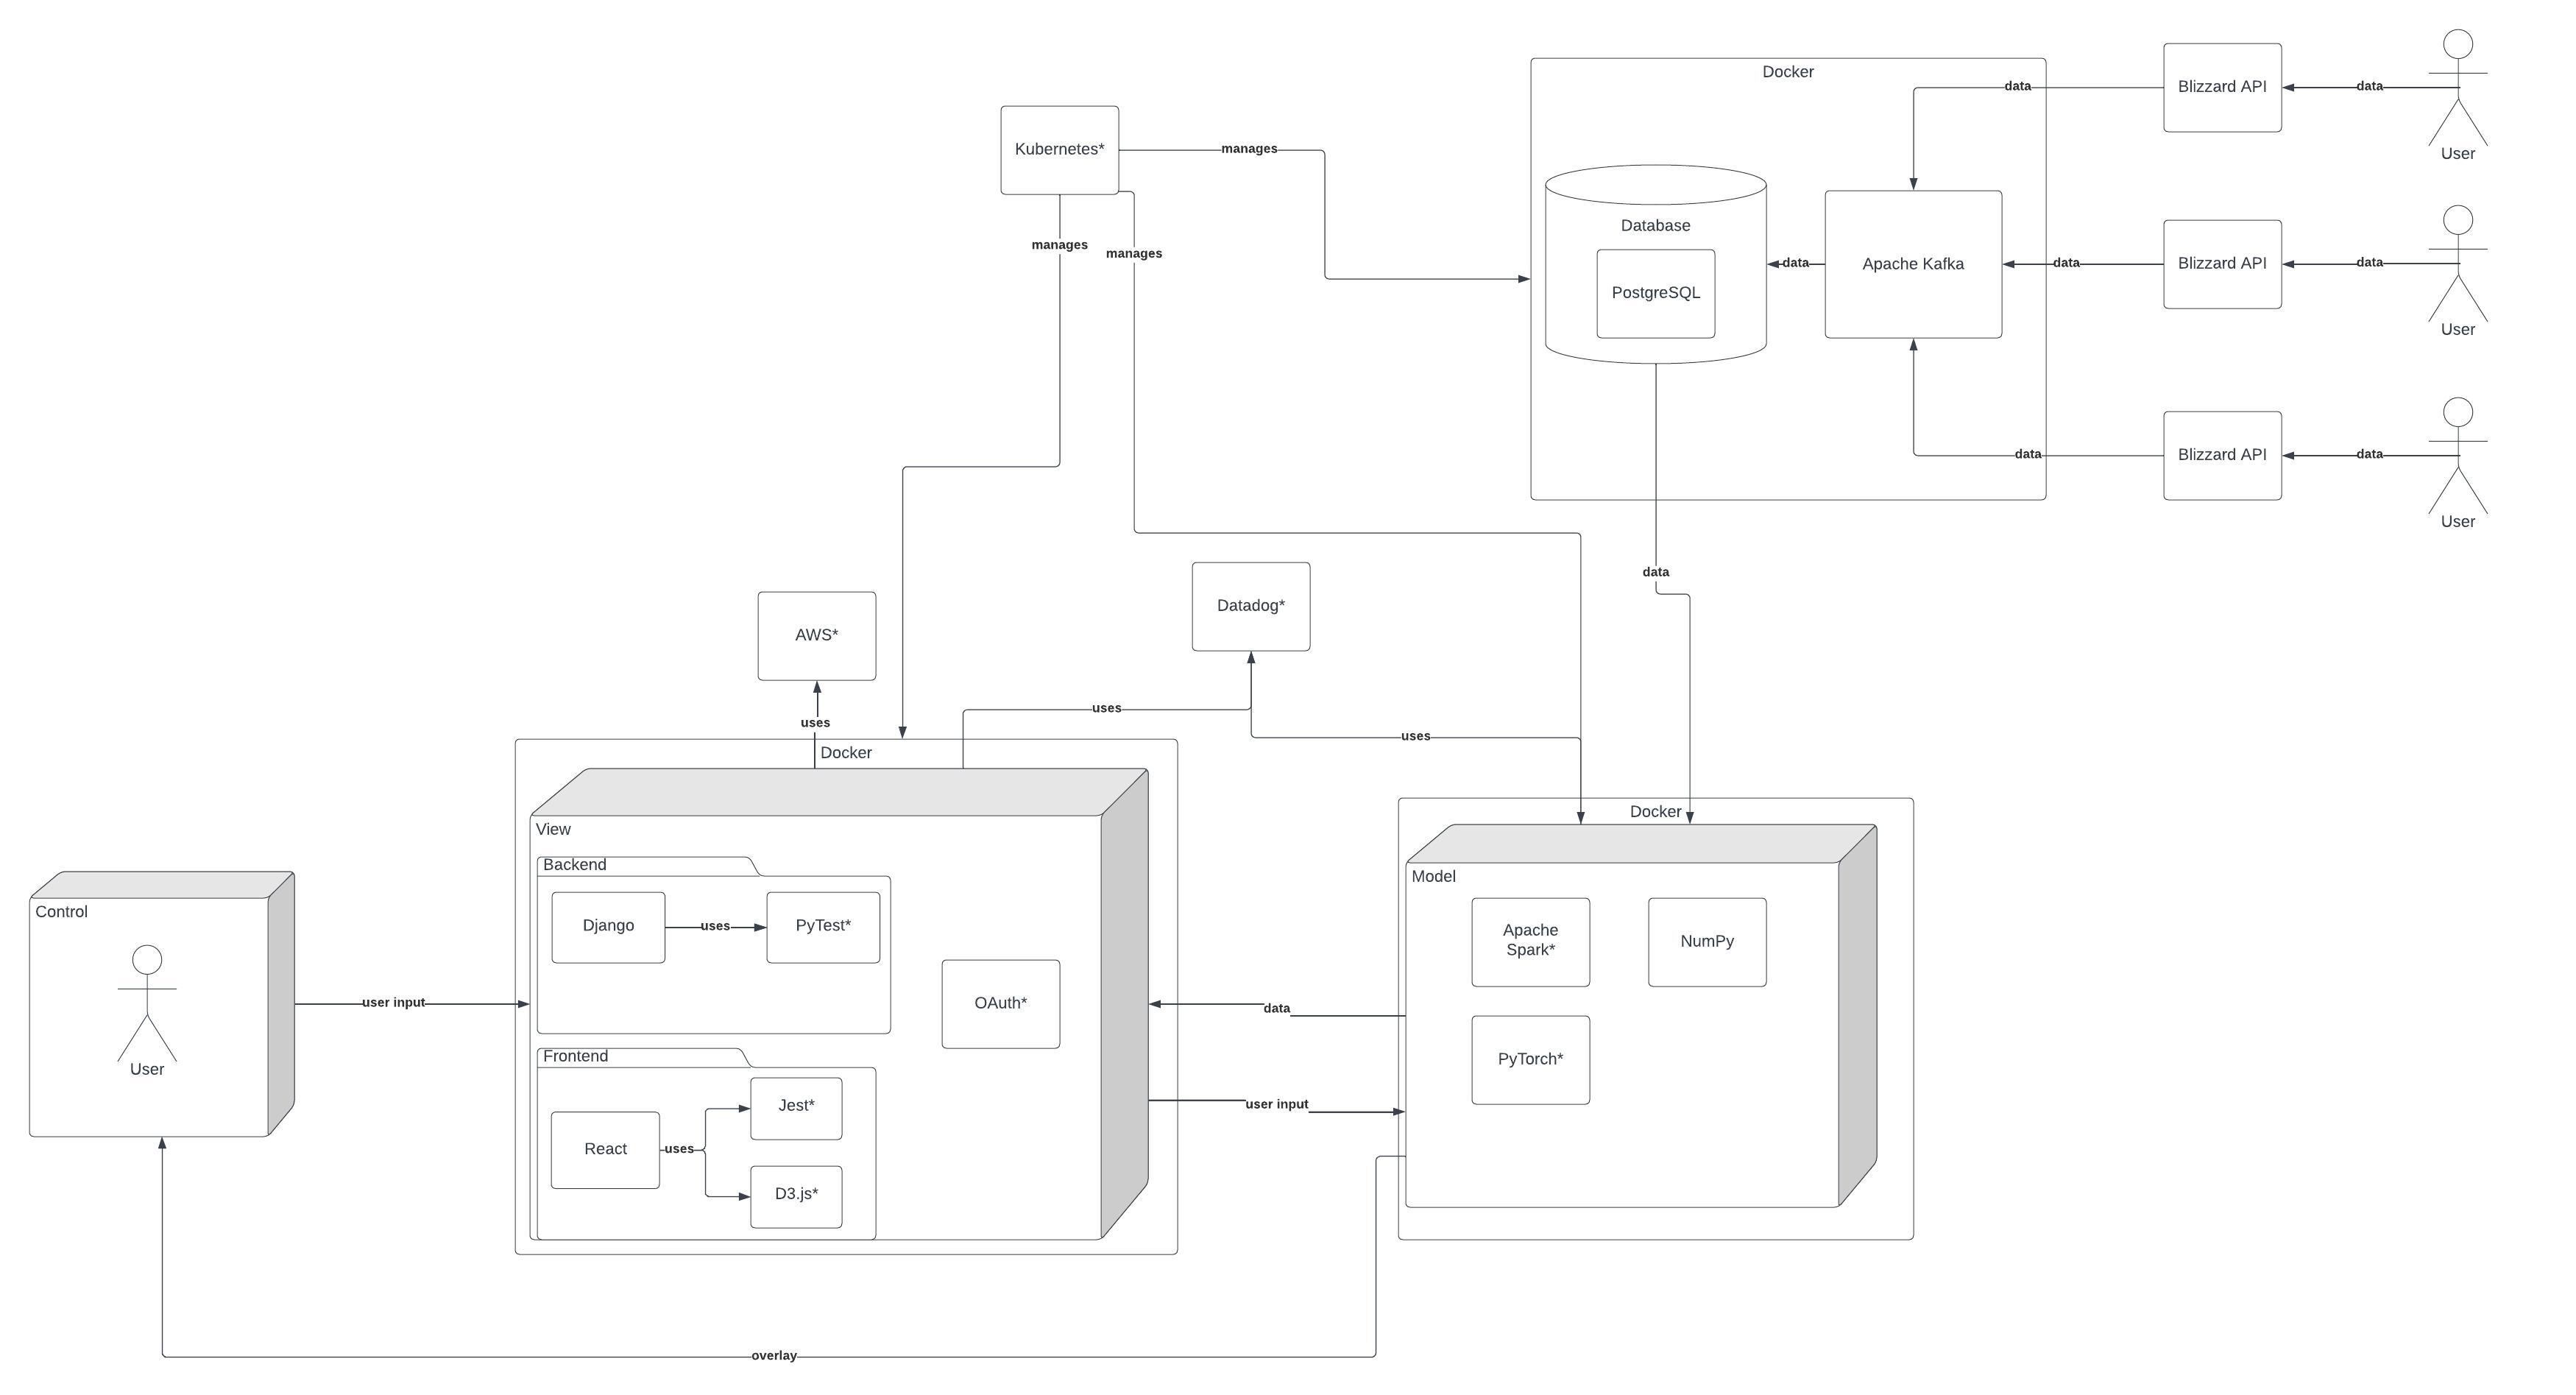 Docker
data
Blizzard API
data
User
Kubernetes*
manages
manages
manages
Database
PostgreSQL
data
Apache Kafka
data
Blizzard API
data
User
data
Blizzard API
data
User
data
Datadog*
AWS*
uses
uses
uses
Docker
View
Backend
Django
uses
PyTest*
OAuth*
Frontend
React
uses
Jest*
D3.js*
Docker
Model
Apache
Spark*
NumPy
PyTorch*
Control
User
user input
data
user input
overlay